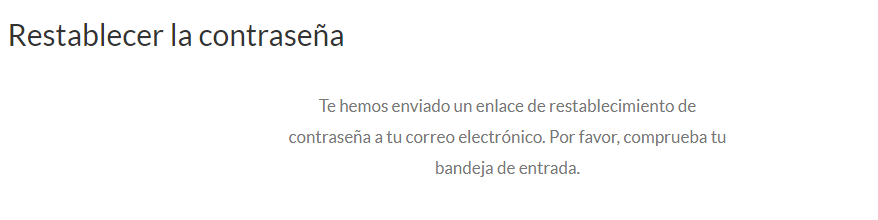 Restablecer la contraseña
Te hemos enviado un enlace de restablecimiento de
contraseña a tu correo electrónico. Por favor, comprueba tu
bandeja de entrada.